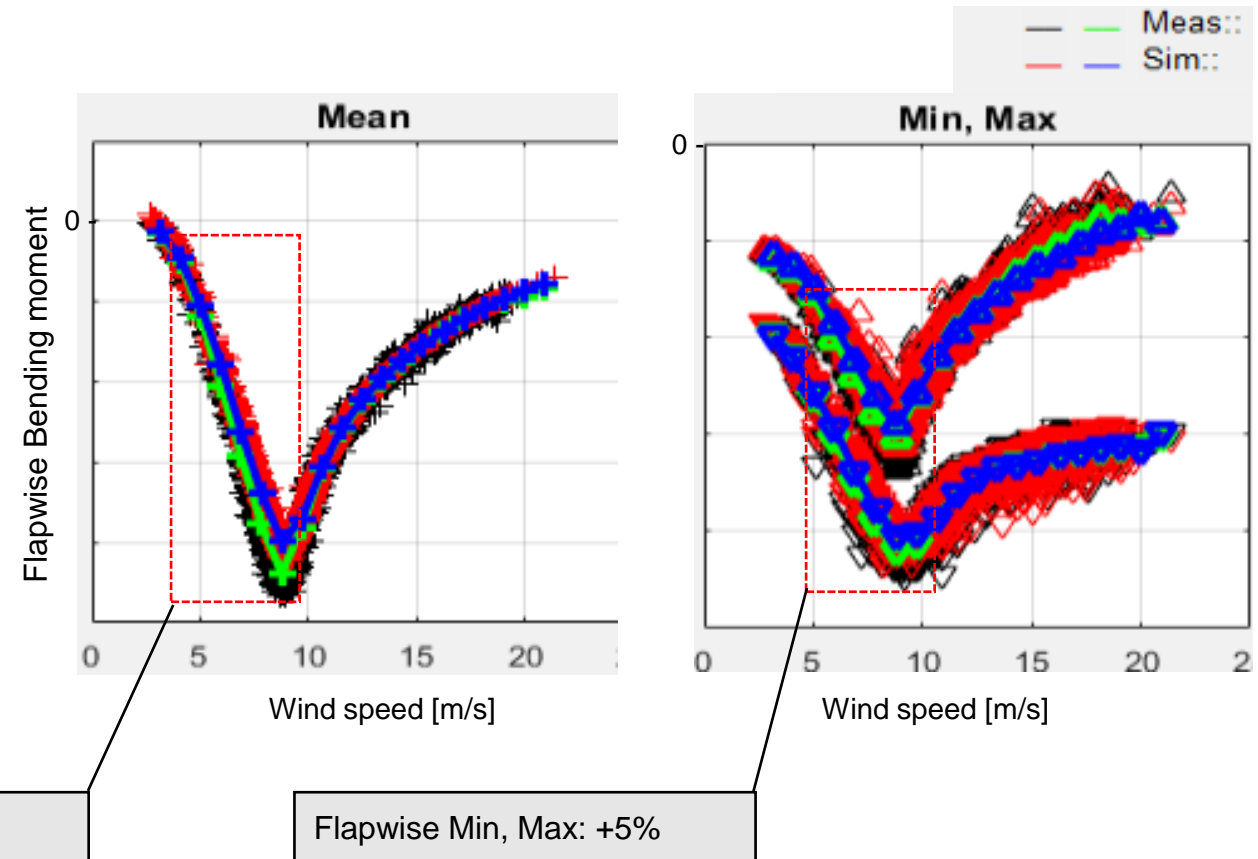 Meas::
Sim::
Mean
Min, Max
0
0
Flapwise Bending moment
0 5 10 15 20
0 5 10 15 20 2
Wind speed [m/s]
Wind speed [m/s]
Flapwise Min, Max: +5%